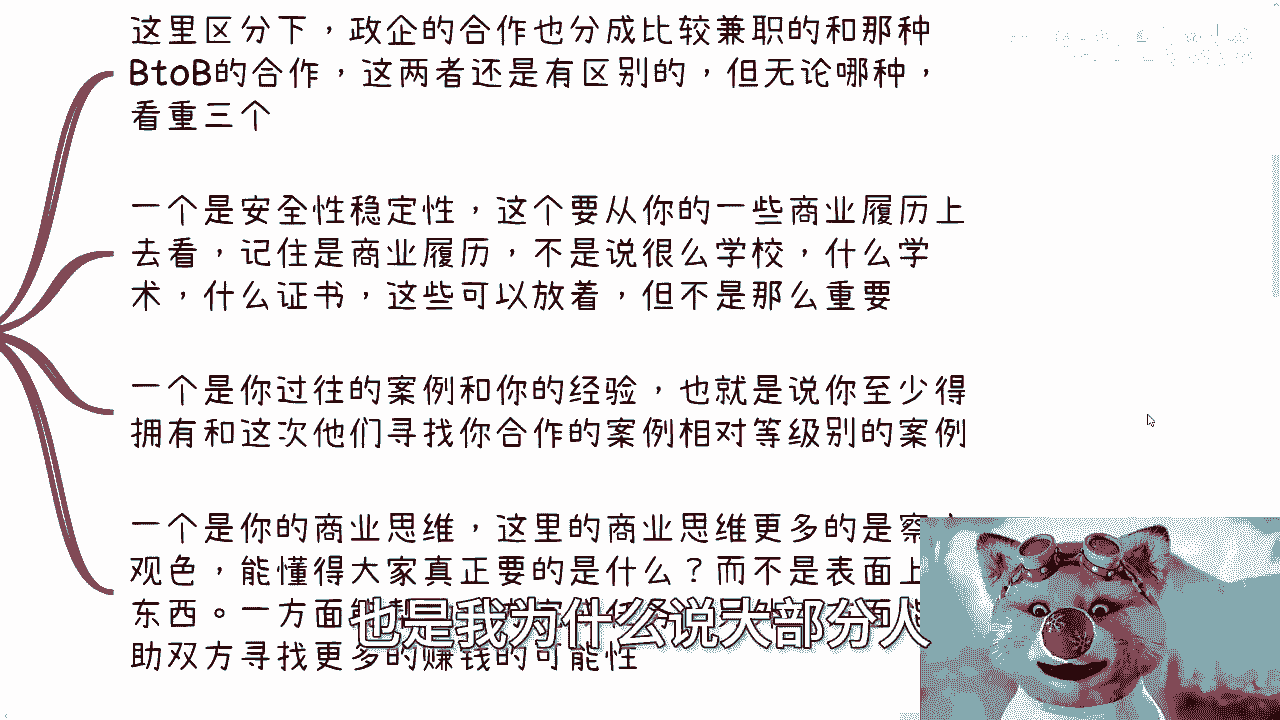 这里区分下，政企的合作也分成比较兼职的和那种
BtoB的合作，这两者还是有区别的，但无论哪种，
看重三个
一个是安全性稳定性，这个要从你的一些商业履历上
去看，记住是商业履历，不是说很么学校，什么学
术，什么证书，这些可以放着，但不是那么重要
一个是你过往的案例和你的经验，也就是说你至少得
拥有和这次他们寻找你合作的案例相对等级别的案例
一个是你的商业思维，这里的商业思维更多的是察
观色，能懂得大家真正要的是什么？而不是表面上
东西。一方面
也是我为什么说大部分人
助双方寻找更多的赚钱的可能性